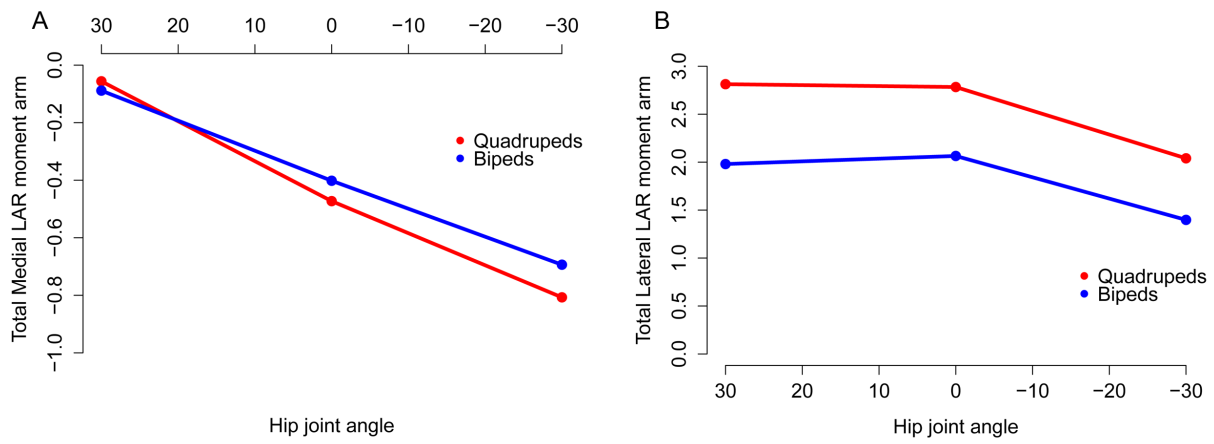 A
30 20 10 0 −10 −20 −30
Total Medial LAR moment arm
0.0
−0.2
−0.4
−0.6
−0.8
−1.0
Quadrupeds
Bipeds
Hip joint angle
B
Total Lateral LAR moment arm
3.0
2.5
2.0
1.5
1.0
0.5
0.0
Quadrupeds
Bipeds
30 20 10 0 −10 −20 −30
Hip joint angle